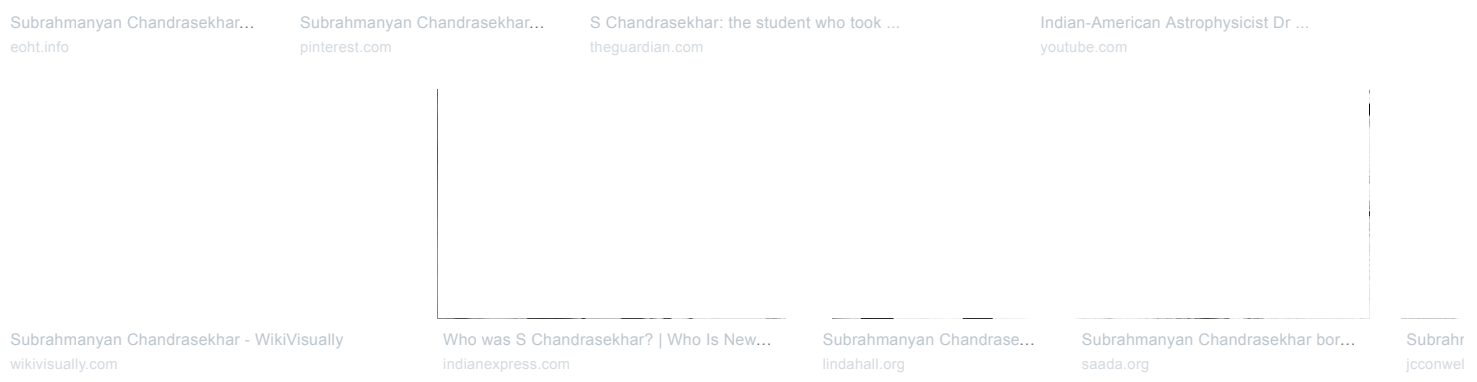 Subrahmanyan Chandrasekhar...
Subrahmanyan Chandrasekhar...
S Chandrasekhar: the student who took ...
Indian-American Astrophysicist Dr ...
eoht.info
pinterest.com
theguardian.com
youtube.com
Subrahmanyan Chandrasekhar - WikiVisually
Who was S Chandrasekhar? | Who Is New...
Subrahmanyan Chandrase...
Subrahmanyan Chandrasekhar bor...
Subrahr
wikivisually.com
indianexpress.com
lindahall.org
saada.org
jcconwel